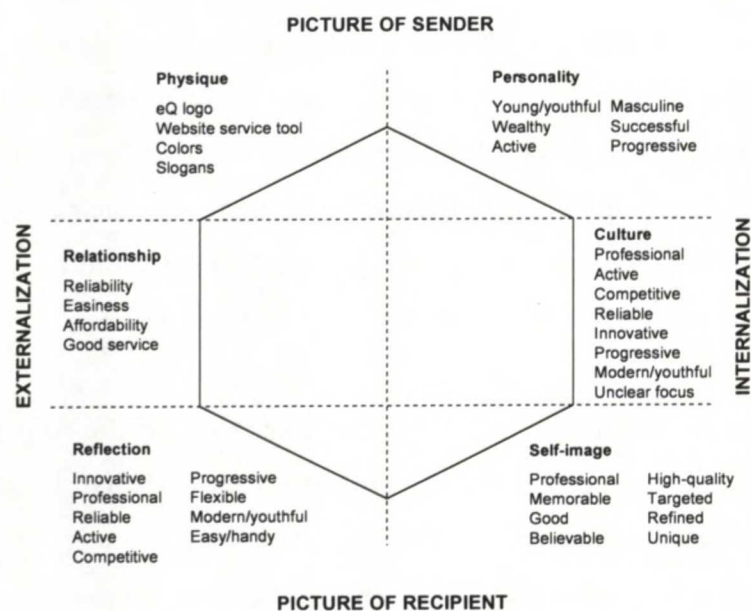 PICTURE OF SENDER
Physique
eQ logo
Website service tool
Colors
Slogans
Personality
Young/youthful Masculine
Wealthy Successful
Active Progressive
EXTERNALIZATION
Relationship
Reliability
Easiness
Affordability
Good service
Culture
Professional
Active
Competitive
Reliable
Innovative
Progressive
Modern/youthful
Unclear focus
INTERNALIZATION
Reflection
Innovative Progressive
Professional Flexible
Reliable Modern/youthful
Active Easy/handy
Competitive
Self-image
Professional High-quality
Memorable Targeted
Good Refined
Believable Unique
PICTURE OF RECIPIENT